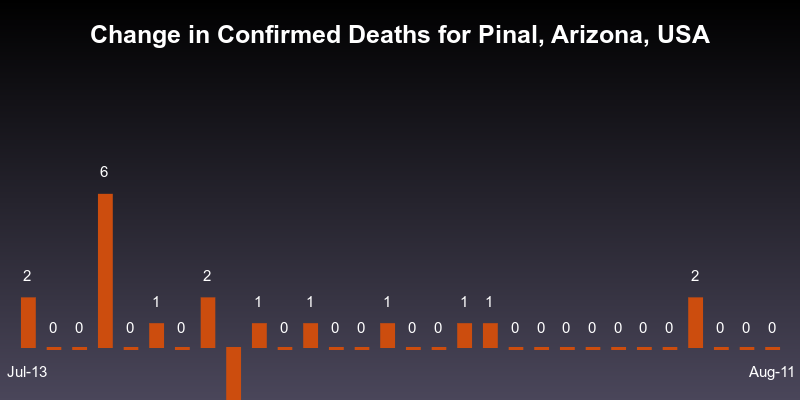 Change in Confirmed Deaths for Pinal, Arizona, USA
6
2 2 2
1 1 1 1 1 1
0 0 0 0 0 0 0 0 0 0 0 0 0 0 0 0 0 0 0
Jul-13 Aug-11